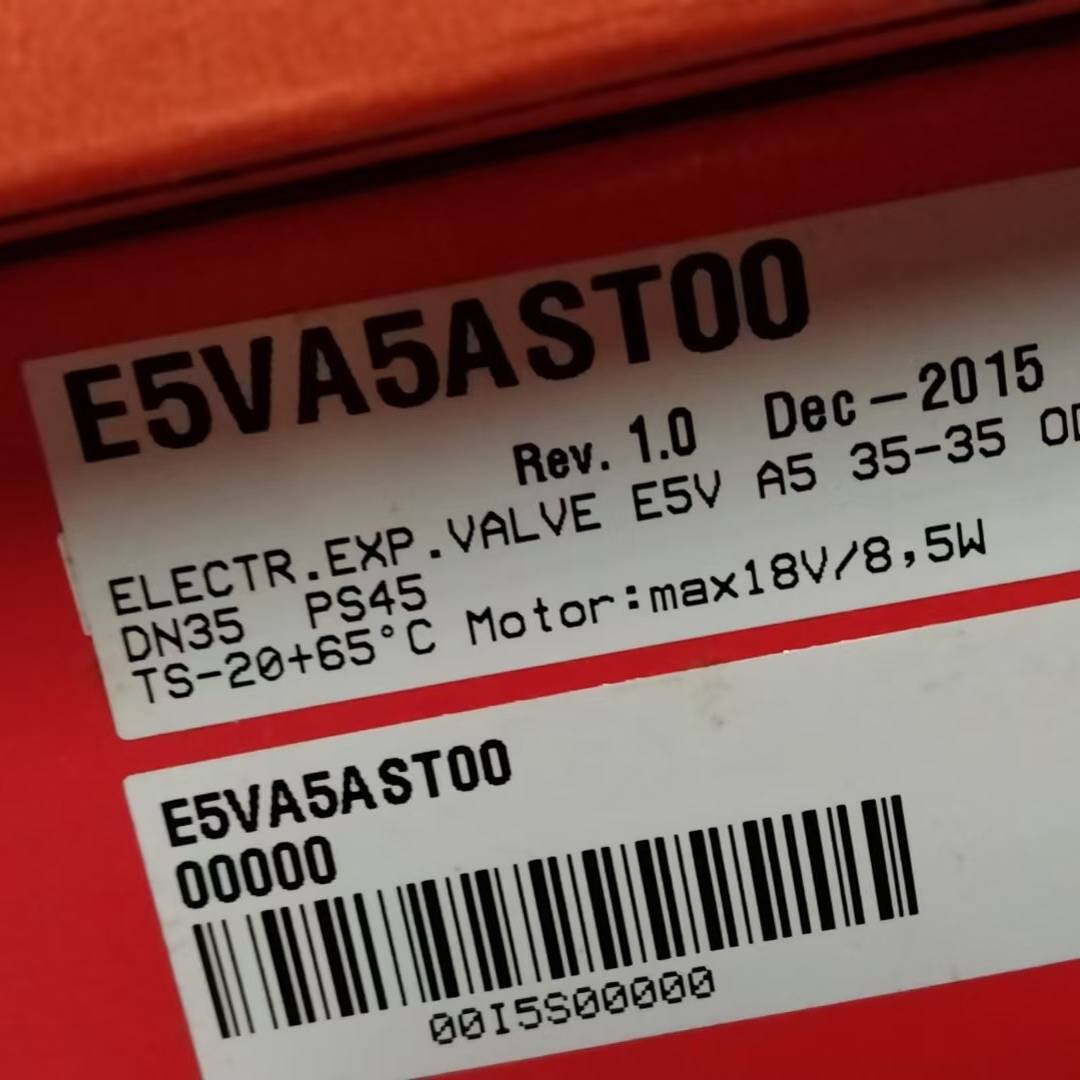 E5VA5AST00
Rev. 1.0 Dec-2015
ELECTR.EXP.VALVE E5V A5 35-35
DN35 PS45
TS-20+65°C Motor:max18V/8,5W
E5VA5AST00
00000
00I5S00000